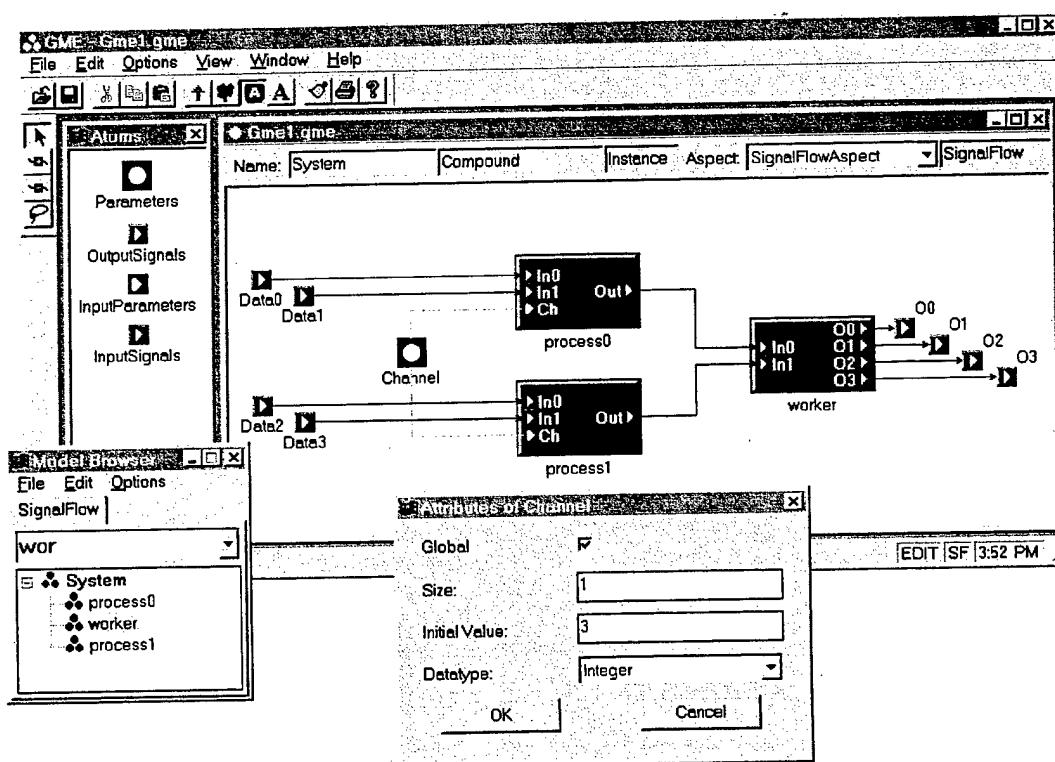 GME - Gme1.gme
File Edit Options View Window Help
Atoms
Parameters
OutputSignals
InputParameters
InputSignals
Gme1.gme
Name: System Compound Instance Aspect: SignalFlowAspect SignalFlow
Data0
Data1
In0
In1
Ch
Out
process0
Channel
Data2
Data3
In0
In1
Ch
Out
process1
In0
In1
O0
O1
O2
O3
worker
O0
O1
O2
O3
Model Browser
File Edit Options
SignalFlow
wor
System
process0
worker
process1
Attributes of Channel
Global
Size: 1
Initial Value: 3
Datatype: Integer
OK Cancel
EDIT SF 3:52 PM